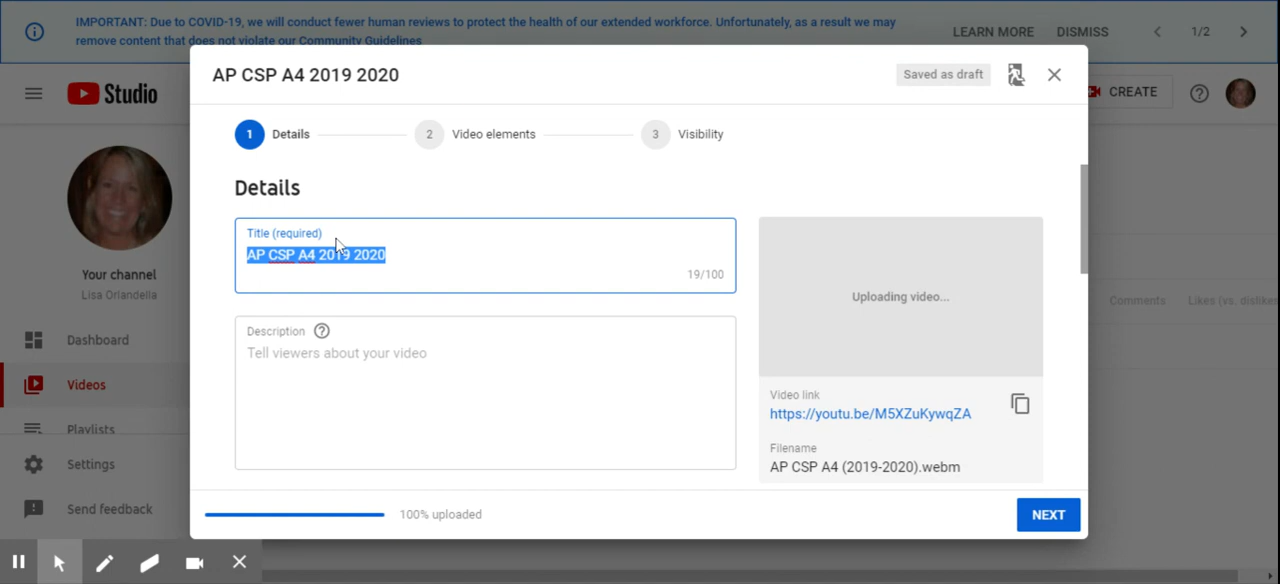 IMPORTANT: Due to COVID-19, we will conduct fewer human reviews to protect the health of our extended workforce. Unfortunately, as a result we may
remove content that does not violate our Community Guidelines
LEARN MORE
DISMISS
1/2
Studio
CREATE
AP CSP A4 2019 2020
Saved as draft
1 Details
2 Video elements
3 Visibility
Details
Title (required)
AP CSP A4 2019 2020
19/100
Description
Tell viewers about your video
Uploading video...
Video link
https://youtu.be/M5XZuKywqZA
Filename
AP CSP A4 (2019-2020).webm
100% uploaded
NEXT
Your channel
Lisa Orlandella
Dashboard
Videos
Playlists
Settings
Send feedback
Comments
Likes (vs. dislike